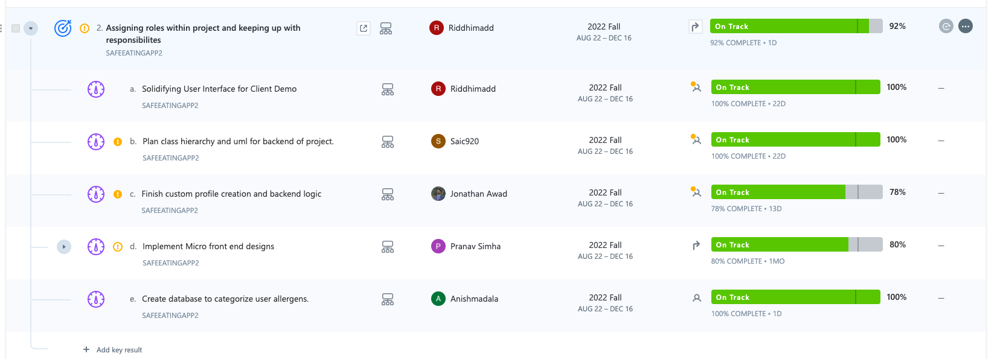 2. Assigning roles within project and keeping up with
responsibilites
SAFEEATINGAPP2
R Riddhimadd
2022 Fall
AUG 22 – DEC 16
On Track 92%
92% COMPLETE • 1D
a. Solidifying User Interface for Client Demo
SAFEEATINGAPP2
R Riddhimadd
2022 Fall
AUG 22 – DEC 16
On Track 100%
100% COMPLETE • 22D
–
b. Plan class hierarchy and uml for backend of project.
SAFEEATINGAPP2
S Saic920
2022 Fall
AUG 22 – DEC 16
On Track 100%
100% COMPLETE • 22D
–
c. Finish custom profile creation and backend logic
SAFEEATINGAPP2
Jonathan Awad
2022 Fall
AUG 22 – DEC 16
On Track 78%
78% COMPLETE • 13D
–
d. Implement Micro front end designs
SAFEEATINGAPP2
P Pranav Simha
2022 Fall
AUG 22 – DEC 16
On Track 80%
80% COMPLETE • 1MO
–
e. Create database to categorize user allergens.
SAFEEATINGAPP2
A Anishmadala
2022 Fall
AUG 22 – DEC 16
On Track 100%
100% COMPLETE • 1D
–
+ Add key result